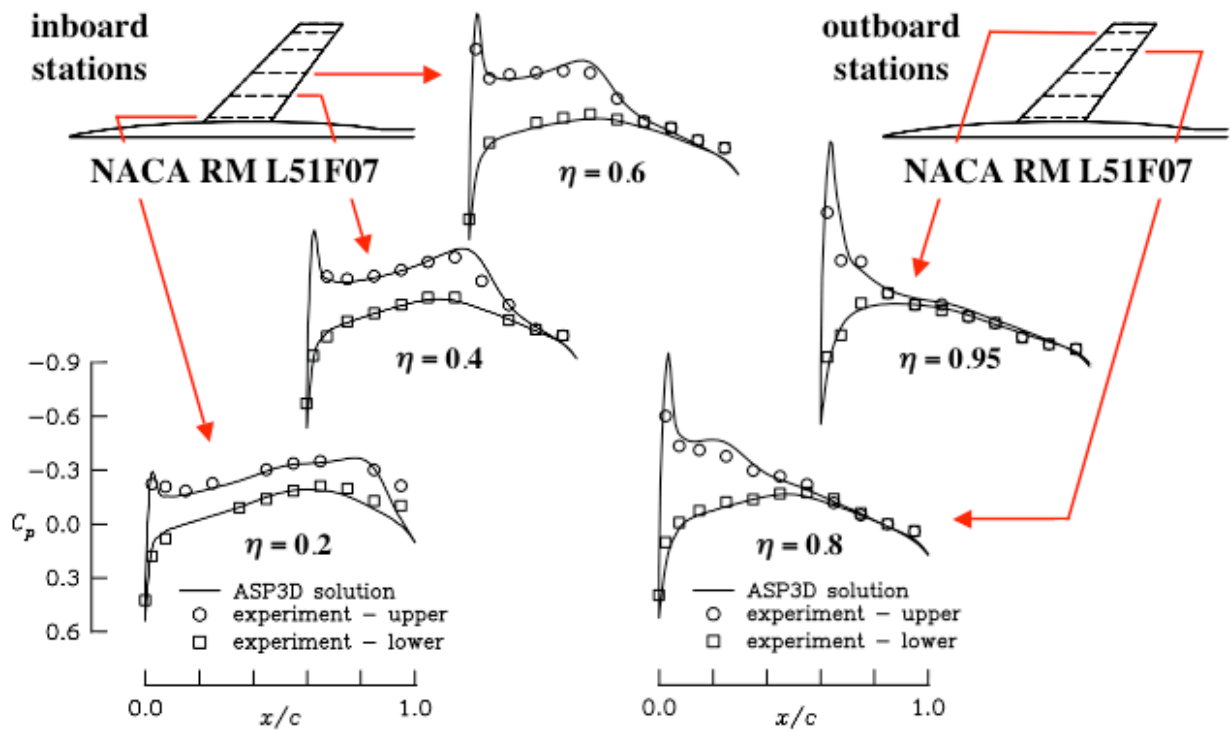 inboard
stations
NACA RM L51F07
η = 0.6
η = 0.4
η = 0.2
outboard
stations
NACA RM L51F07
η = 0.95
η = 0.8
−0.9
−0.6
−0.3
0.0
0.3
0.6
Cp
ASP3D solution
experiment − upper
experiment − lower
0.0 1.0
x/c
ASP3D solution
experiment − upper
experiment − lower
0.0 1.0
x/c